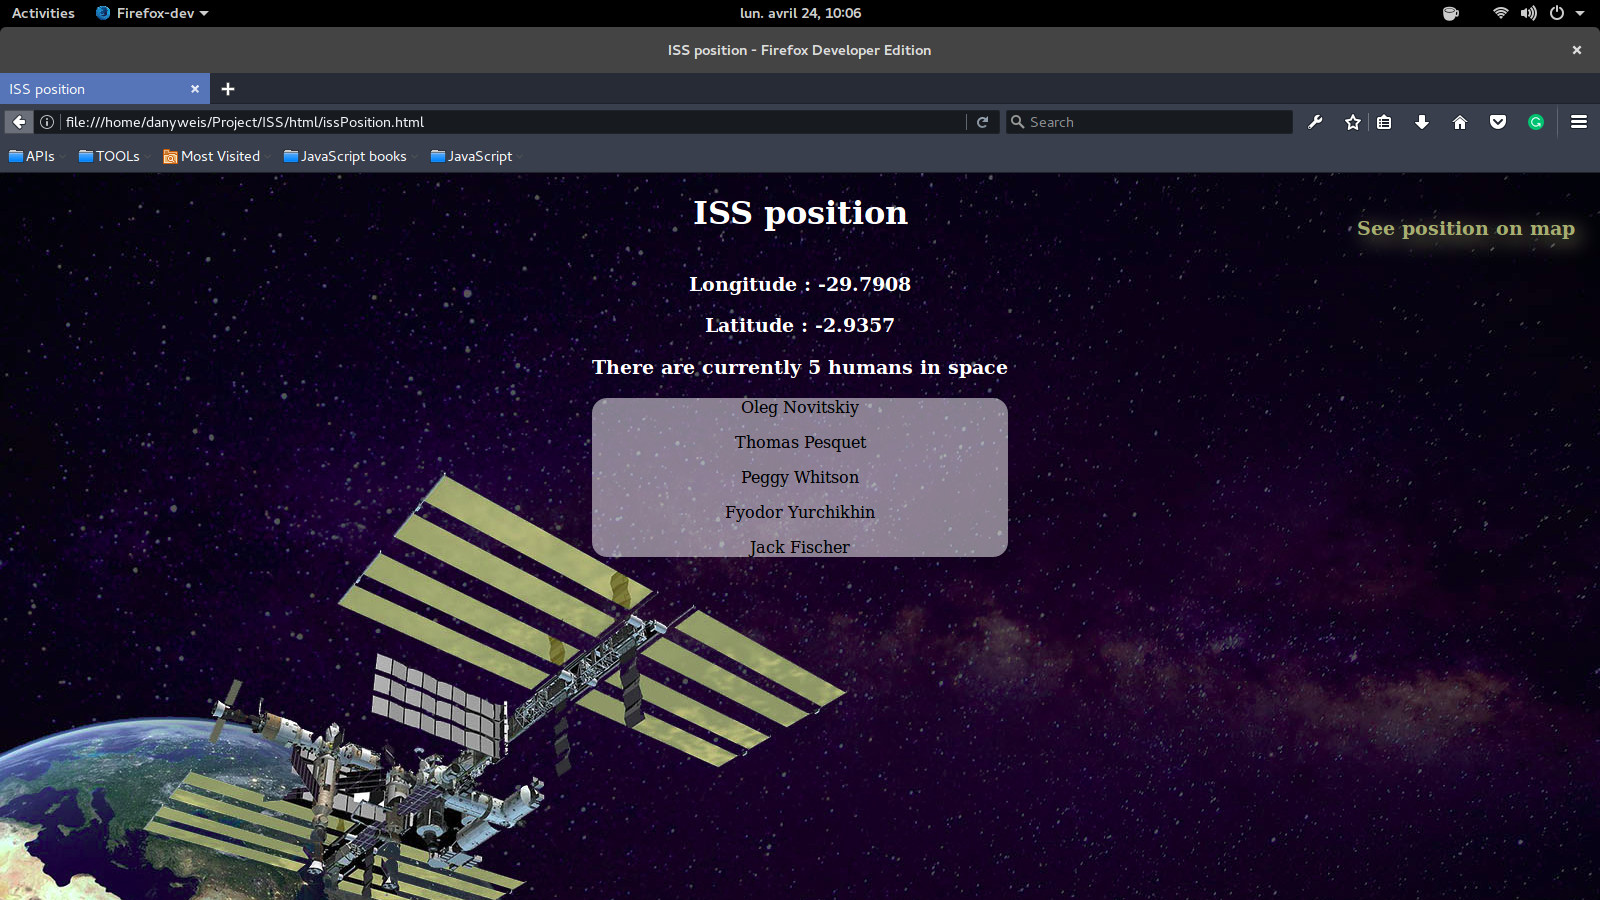 Activities Firefox-dev lun. avril 24, 10:06
ISS position - Firefox Developer Edition
ISS position
file:///home/danyweis/Project/ISS/html/issPosition.html Search
APIs TOOLs Most Visited JavaScript books JavaScript
ISS position
See position on map
Longitude : -29.7908
Latitude : -2.9357
There are currently 5 humans in space
Oleg Novitskiy
Thomas Pesquet
Peggy Whitson
Fyodor Yurchikhin
Jack Fischer